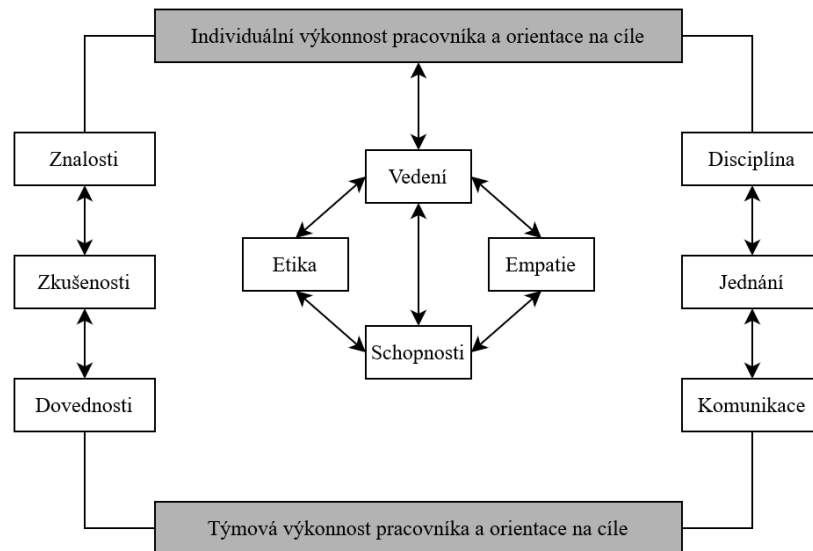 Individuální výkonnost pracovníka a orientace na cíle
Znalosti
Vedení
Disciplína
Etika
Empatie
Zkušenosti
Jednání
Schopnosti
Dovednosti
Komunikace
Týmová výkonnost pracovníka a orientace na cíle